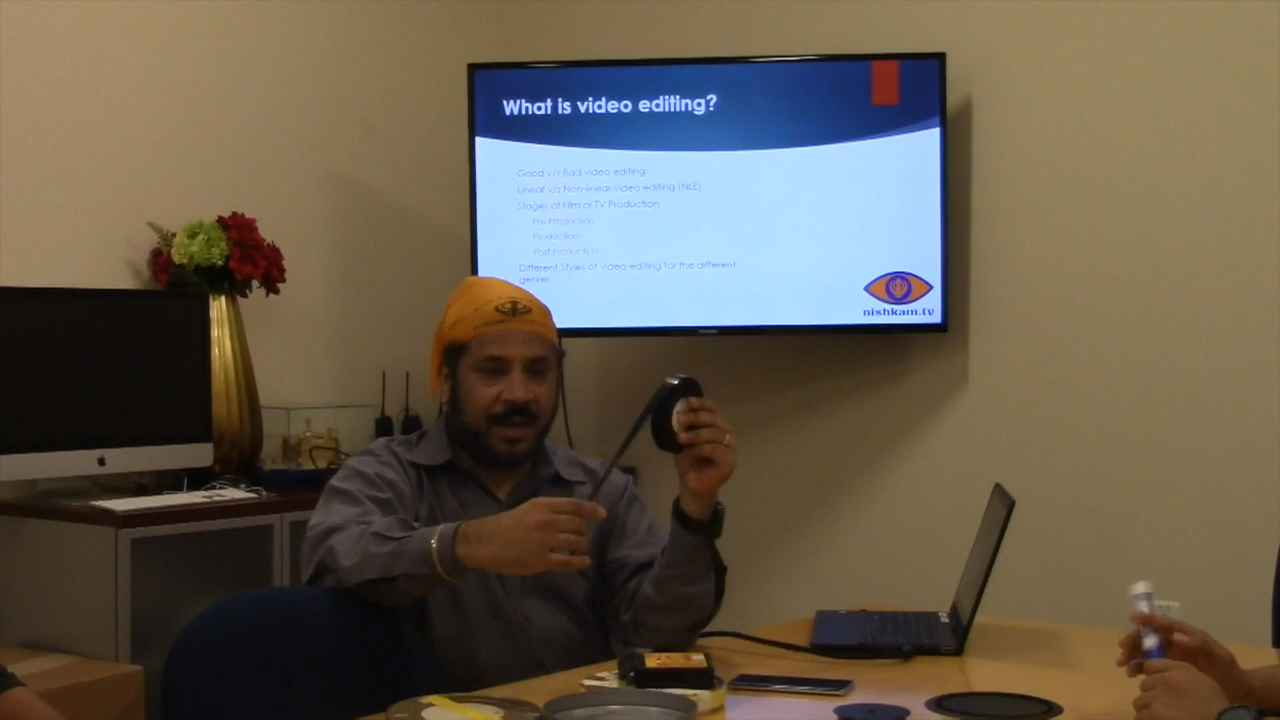 What is video editing?
Good v/s Bad video editing
Linear v/s Non-linear video editing (NLE)
Stages of Film or TV Production
Pre Production
Production
Post Production
Different Styles of video editing for the different
genres
nishkam.tv